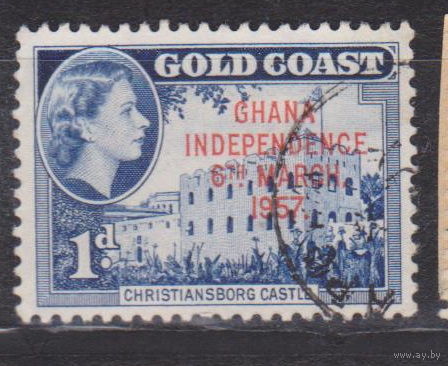 GOLD COAST
GHANA
INDEPENDENCE
6TH MARCH,
1957.
1d.
CHRISTIANSBORG CASTLE
www.ay.by